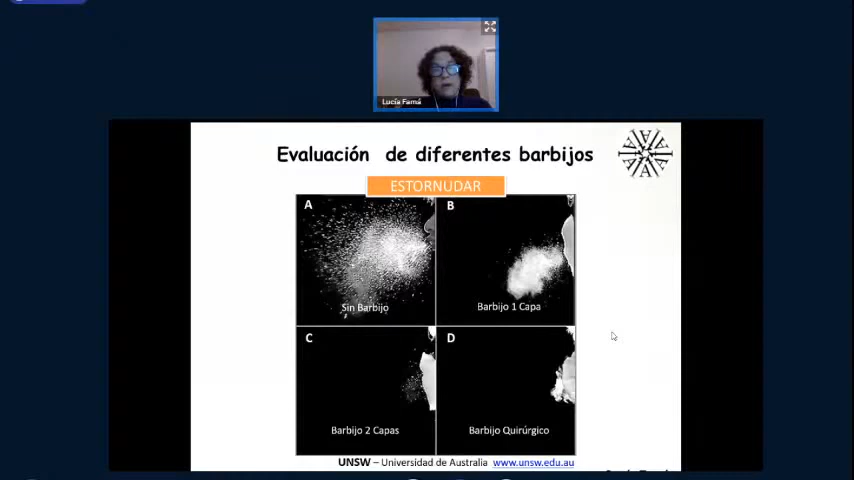 Lucía Famá
Evaluación de diferentes barbijos
ESTORNUDAR
A
B
Sin Barbijo
Barbijo 1 Capa
C
D
Barbijo 2 Capas
Barbijo Quirúrgico
UNSW – Universidad de Australia www.unsw.edu.au